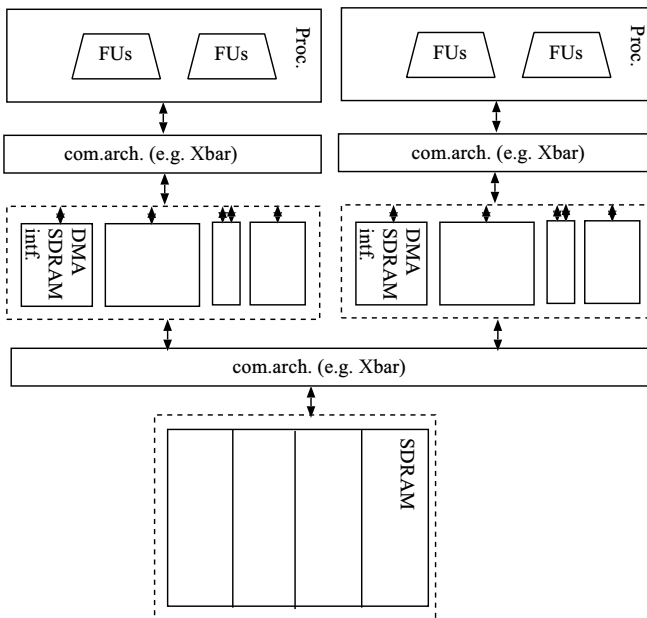 FUs
FUs
Proc.
FUs
FUs
Proc.
com.arch. (e.g. Xbar)
com.arch. (e.g. Xbar)
DMA
SDRAM
intf.
DMA
SDRAM
intf.
com.arch. (e.g. Xbar)
SDRAM